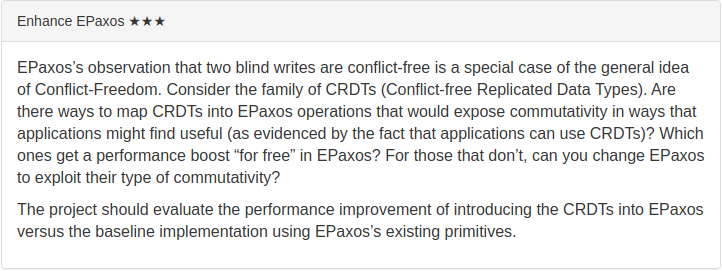 Enhance EPaxos ★★★
EPaxos’s observation that two blind writes are conflict-free is a special case of the general idea
of Conflict-Freedom. Consider the family of CRDTs (Conflict-free Replicated Data Types). Are
there ways to map CRDTs into EPaxos operations that would expose commutativity in ways that
applications might find useful (as evidenced by the fact that applications can use CRDTs)? Which
ones get a performance boost “for free” in EPaxos? For those that don’t, can you change EPaxos
to exploit their type of commutativity?
The project should evaluate the performance improvement of introducing the CRDTs into EPaxos
versus the baseline implementation using EPaxos’s existing primitives.